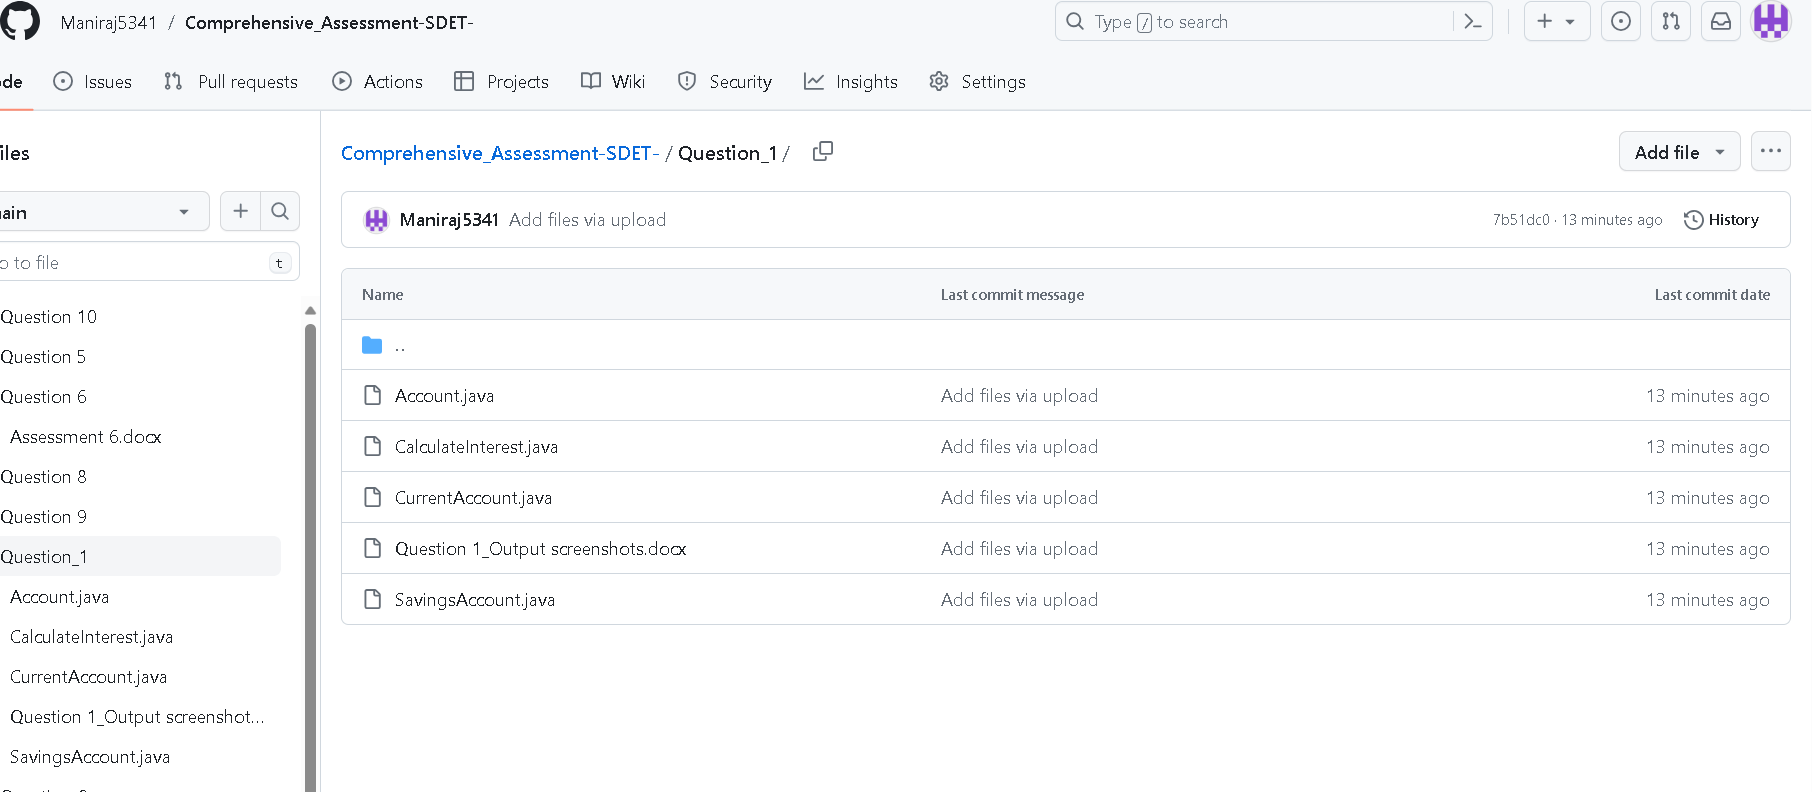 Maniraj5341 / Comprehensive_Assessment-SDET-
Type / to search
ode Issues Pull requests Actions Projects Wiki Security Insights Settings
iles
ain
o to file t
Question 10
Question 5
Question 6
Assessment 6.docx
Question 8
Question 9
Question_1
Account.java
CalculateInterest.java
CurrentAccount.java
Question 1_Output screenshot...
SavingsAccount.java
Comprehensive_Assessment-SDET- / Question_1 /
Add file
Maniraj5341 Add files via upload 7b51dc0 · 13 minutes ago History
Name Last commit message Last commit date
..
Account.java Add files via upload 13 minutes ago
CalculateInterest.java Add files via upload 13 minutes ago
CurrentAccount.java Add files via upload 13 minutes ago
Question 1_Output screenshots.docx Add files via upload 13 minutes ago
SavingsAccount.java Add files via upload 13 minutes ago